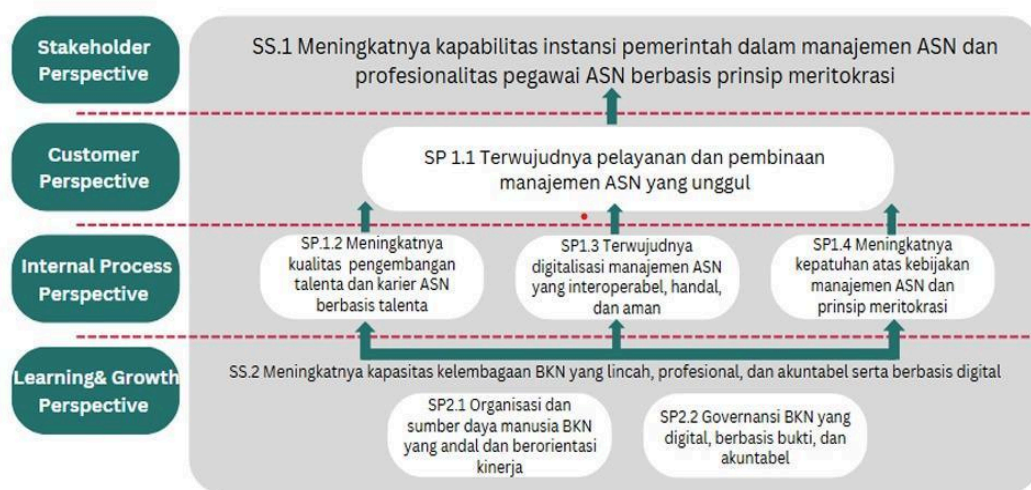 Stakeholder
Perspective
SS.1 Meningkatnya kapabilitas instansi pemerintah dalam manajemen ASN dan
profesionalitas pegawai ASN berbasis prinsip meritokrasi
Customer
Perspective
SP 1.1 Terwujudnya pelayanan dan pembinaan
manajemen ASN yang unggul
Internal Process
Perspective
SP.1.2 Meningkatnya
kualitas pengembangan
talenta dan karier ASN
berbasis talenta
SP1.3 Terwujudnya
digitalisasi manajemen ASN
yang interoperabel, handal,
dan aman
SP1.4 Meningkatnya
kepatuhan atas kebijakan
manajemen ASN dan
prinsip meritokrasi
Learning& Growth
Perspective
SS.2 Meningkatnya kapasitas kelembagaan BKN yang lincah, profesional, dan akuntabel serta berbasis digital
SP2.1 Organisasi dan
sumber daya manusia BKN
yang andal dan berorientasi
kinerja
SP2.2 Governansi BKN yang
digital, berbasis bukti, dan
akuntabel